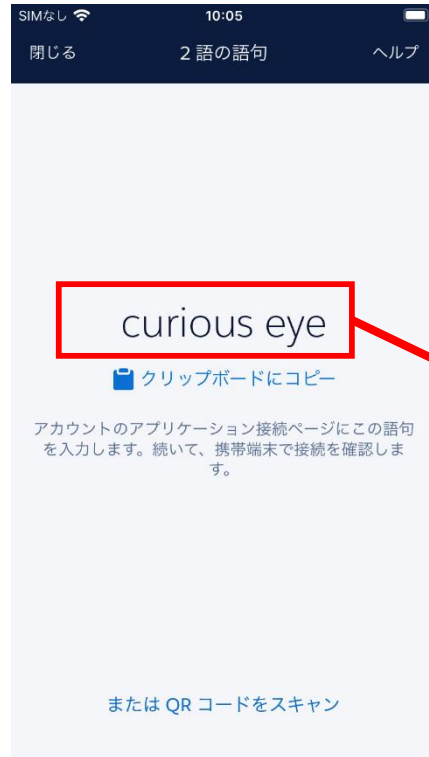 SIMなし 10:05
閉じる 2 語の語句 ヘルプ
curious eye
クリップボードにコピー
アカウントのアプリケーション接続ページにこの語句
を入力します。続いて、携帯端末で接続を確認しま
す。
または QR コードをスキャン